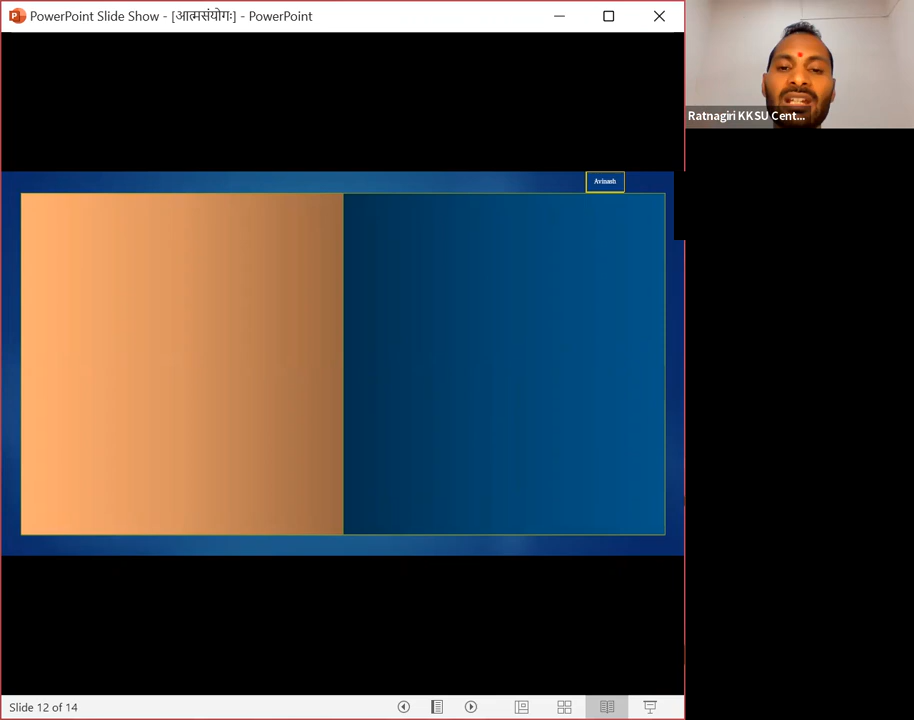 PowerPoint Slide Show - [आत्मसंयोगः] - PowerPoint
Ratnagiri KKSU Cent...
Avinash
Slide 12 of 14